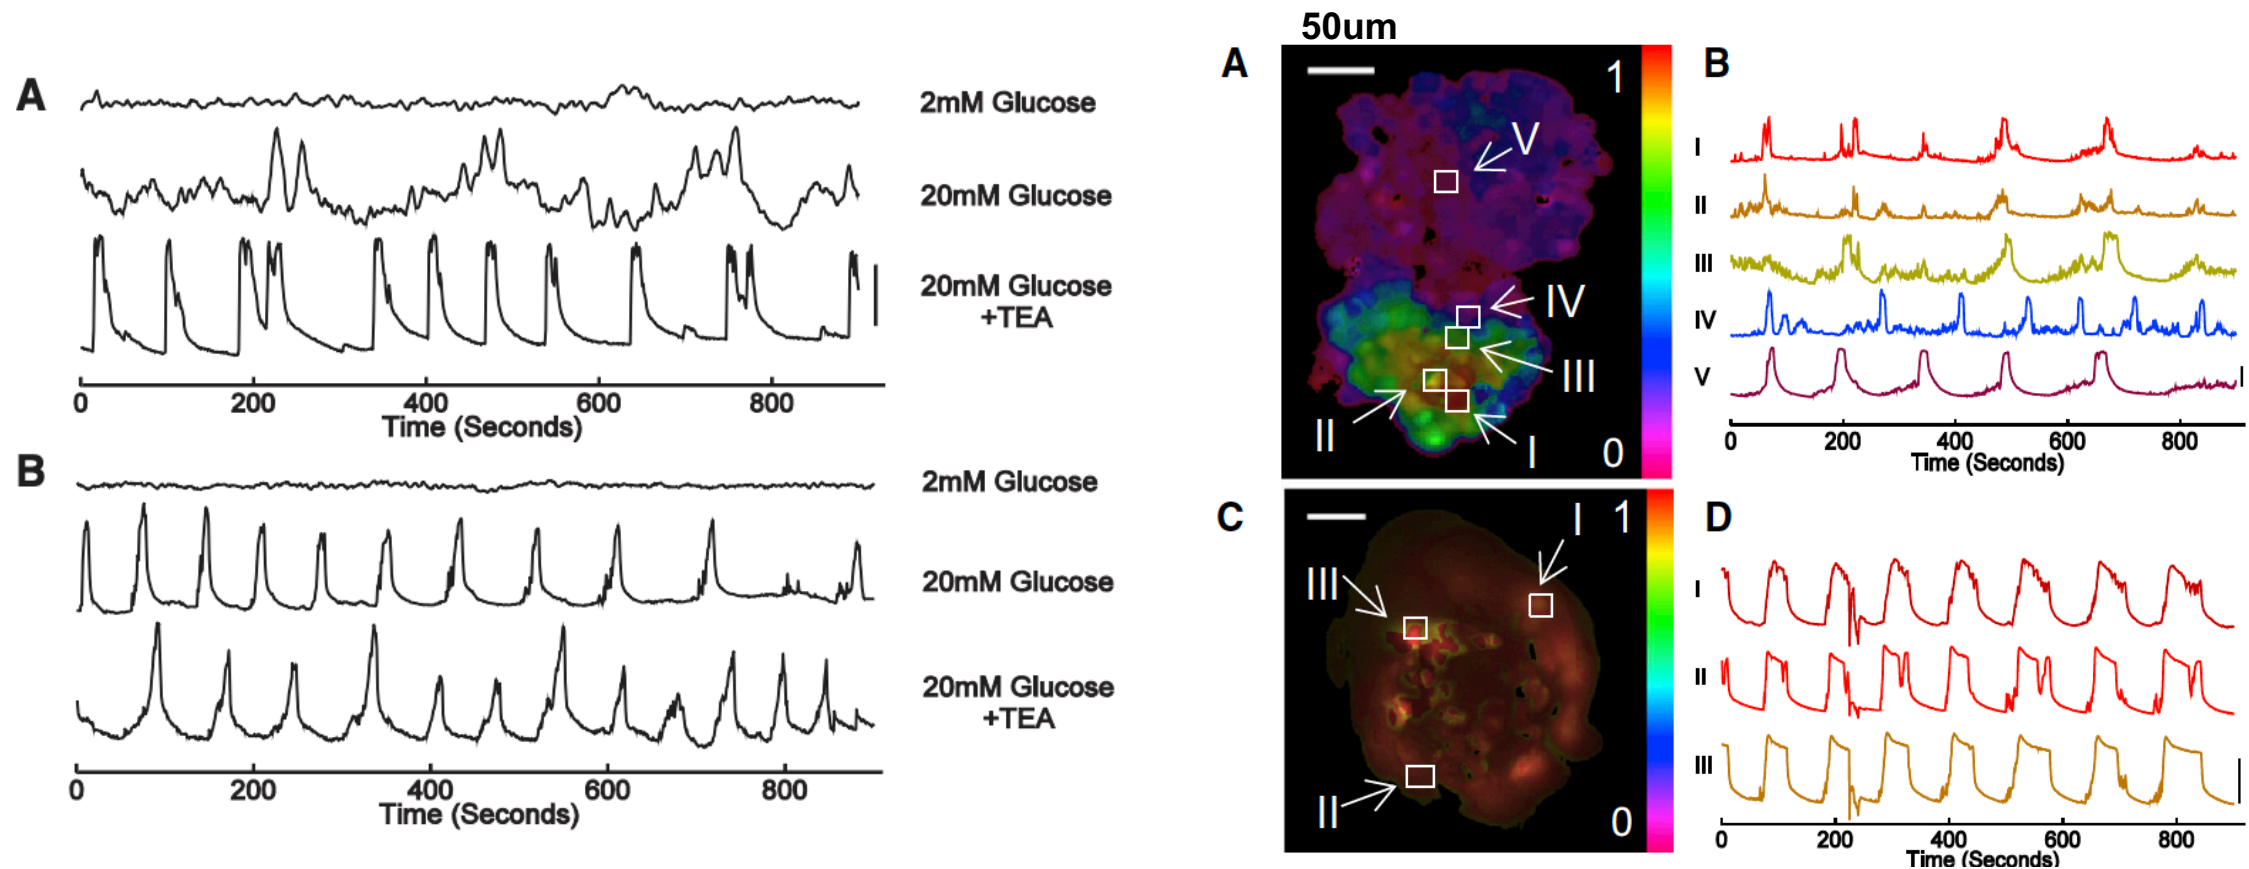 A
2mM Glucose
20mM Glucose
20mM Glucose
+TEA
0 200 400 600 800
Time (Seconds)
B
2mM Glucose
20mM Glucose
20mM Glucose
+TEA
0 200 400 600 800
Time (Seconds)
50um
A
1
V
IV
III
II
I
0
B
I
II
III
IV
V
0 200 400 600 800
Time (Seconds)
C
I
1
III
II
0
D
I
II
III
0 200 400 600 800
Time (Seconds)